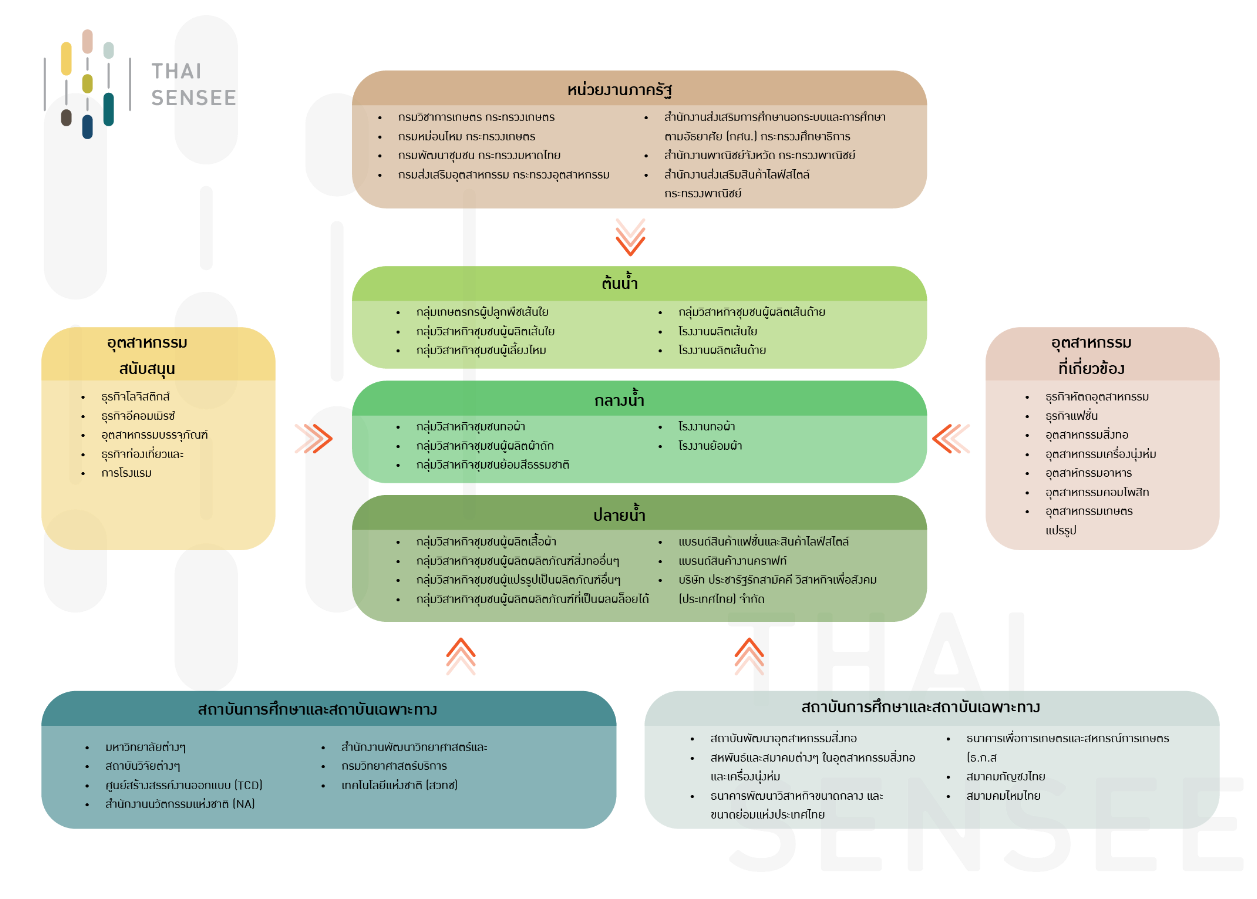 THAI
SENSEE
หน่วยงานภาครัฐ
• กรมวิชาการเกษตร กระทรวงเกษตร
• กรมหม่อนไหม กระทรวงเกษตร
• กรมพัฒนาชุมชน กระทรวงมหาดไทย
• กรมส่งเสริมอุตสาหกรรม กระทรวงอุตสาหกรรม
• สำนักงานส่งเสริมการศึกษานอกระบบและการศึกษา
ตามอัธยาศัย (กศน.) กระทรวงศึกษาธิการ
• สำนักงานพาณิชย์จังหวัด กระทรวงพาณิชย์
• สำนักงานส่งเสริมสินค้าไลฟ์สไตล์
กระทรวงพาณิชย์
ต้นน้ำ
• กลุ่มเกษตรกรผู้ปลูกพืชเส้นใย
• กลุ่มวิสาหกิจชุมชนผู้ผลิตเส้นใย
• กลุ่มวิสาหกิจชุมชนผู้เลี้ยงไหม
• กลุ่มวิสาหกิจชุมชนผู้ผลิตเส้นด้าย
• โรงงานผลิตเส้นใย
• โรงงานผลิตเส้นด้าย
อุตสาหกรรม
สนับสนุน
• ธุรกิจโลจิสติกส์
• ธุรกิจอีคอมเมิรซ์
• อุตสาหกรรมบรรจุภัณฑ์
• ธุรกิจท่องเที่ยวและ
• การโรงแรม
กลางน้ำ
• กลุ่มวิสาหกิจชุมชนทอผ้า
• กลุ่มวิสาหกิจชุมชนผู้ผลิตผ้าถัก
• กลุ่มวิสาหกิจชุมชนย้อมสีธรรมชาติ
• โรงงานทอผ้า
• โรงงานย้อมผ้า
อุตสาหกรรม
ที่เกี่ยวข้อง
• ธุรกิจหัตถอุตสาหกรรม
• ธุรกิจแฟชั่น
• อุตสาหกรรมสิ่งทอ
• อุตสาหกรรมเครื่องนุ่งห่ม
• อุตสาหกรรมอาหาร
• อุตสาหกรรมคอมโพสิท
• อุตสาหกรรมเกษตร
แปรรูป
ปลายน้ำ
• กลุ่มวิสาหกิจชุมชนผู้ผลิตเสื้อผ้า
• กลุ่มวิสาหกิจชุมชนผู้ผลิตผลิตภัณฑ์สิ่งทออื่นๆ
• กลุ่มวิสาหกิจชุมชนผู้แปรรูปเป็นผลิตภัณฑ์อื่นๆ
• กลุ่มวิสาหกิจชุมชนผู้ผลิตผลิตภัณฑ์ที่เป็นผลพลอยได้
• แบรนด์สินค้าแฟชั่นและสินค้าไลฟ์สไตล์
• แบรนด์สินค้างานคราฟท์
• บริษัท ประชารัฐรักสามัคคี วิสาหกิจเพื่อสังคม
(ประเทศไทย) จำกัด
สถาบันการศึกษาและสถาบันเฉพาะทาง
• มหาวิทยาลัยต่างๆ
• สถาบันวิจัยต่างๆ
• ศูนย์สร้างสรรค์งานออกแบบ (TCD)
• สำนักงานนวัตกรรมแห่งชาติ (NA)
• สำนักงานพัฒนาวิทยาศาสตร์และ
• กรมวิทยาศาสตร์บริการ
• เทคโนโลยีแห่งชาติ (สวทช)
สถาบันการศึกษาและสถาบันเฉพาะทาง
• สถาบันพัฒนาอุตสาหกรรมสิ่งทอ
• สหพันธ์และสมาคมต่างๆ ในอุตสาหกรรมสิ่งทอ
และเครื่องนุ่งห่ม
• ธนาคารพัฒนาวิสาหกิจขนาดกลาง และ
ขนาดย่อมแห่งประเทศไทย
• ธนาคารเพื่อการเกษตรและสหกรณ์การเกษตร
(ธ.ก.ส
• สมาคมกัญชงไทย
• สมามคมไหมไทย
THAI
SENSEE